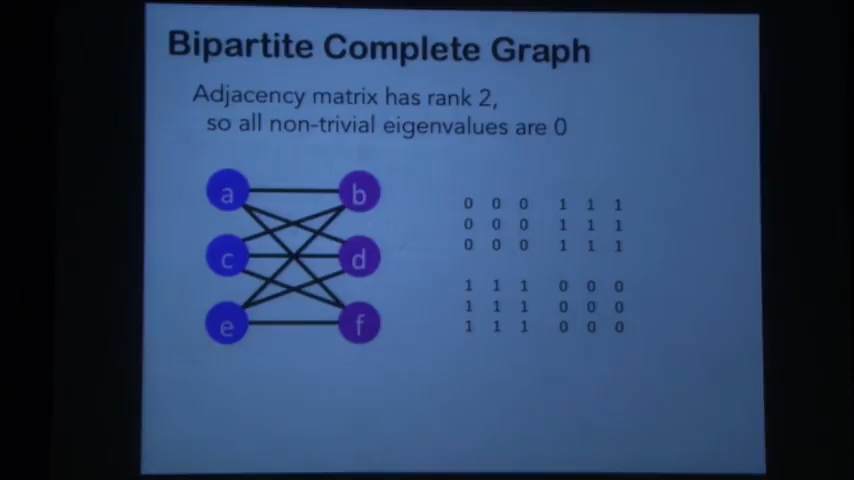 Bipartite Complete Graph
Adjacency matrix has rank 2,
so all non-trivial eigenvalues are 0
a b
c d
e f
0 0 0 1 1 1
0 0 0 1 1 1
0 0 0 1 1 1
1 1 1 0 0 0
1 1 1 0 0 0
1 1 1 0 0 0